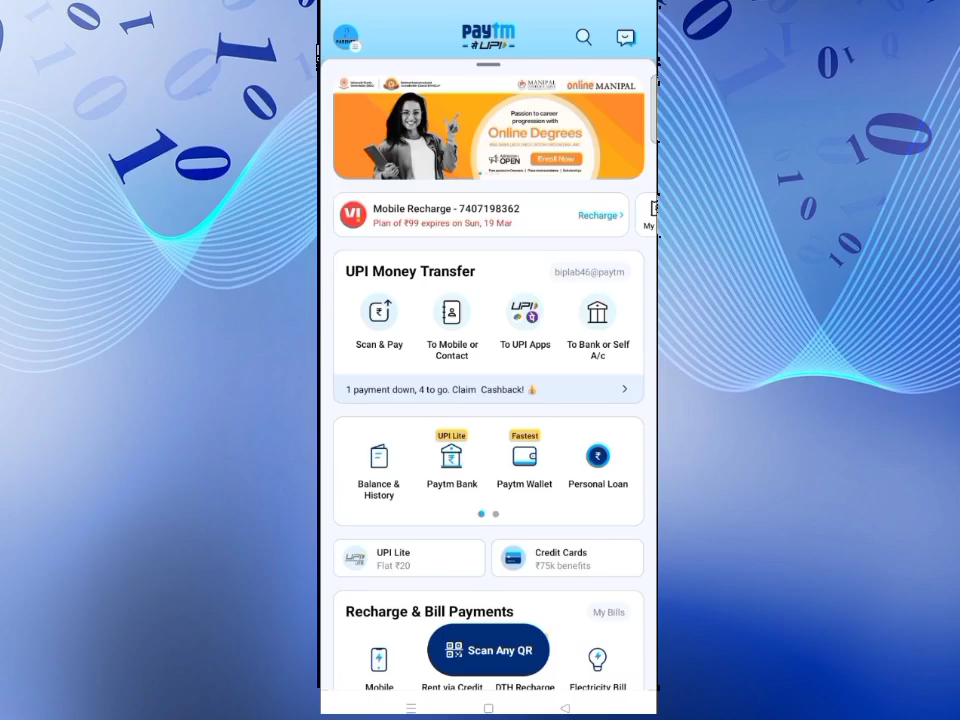 paytm
UPI
MANIPAL
online MANIPAL
Passion to career
progression with
Online Degrees
ADMISSION
OPEN
Enroll Now
Mobile Recharge - 7407198362
Plan of ₹99 expires on Sun, 19 Mar
Recharge
My
UPI Money Transfer
biplab46@paytm
UPI
Scan & Pay
To Mobile or
Contact
To UPI Apps
To Bank or Self
A/c
1 payment down, 4 to go. Claim Cashback!
UPI Lite
Fastest
Balance &
History
Paytm Bank
Paytm Wallet
Personal Loan
UPI Lite
Flat ₹20
Credit Cards
₹75k benefits
Recharge & Bill Payments
My Bills
Scan Any QR
Mobile
Rent via Credit
DTH Recharge
Electricity Bill